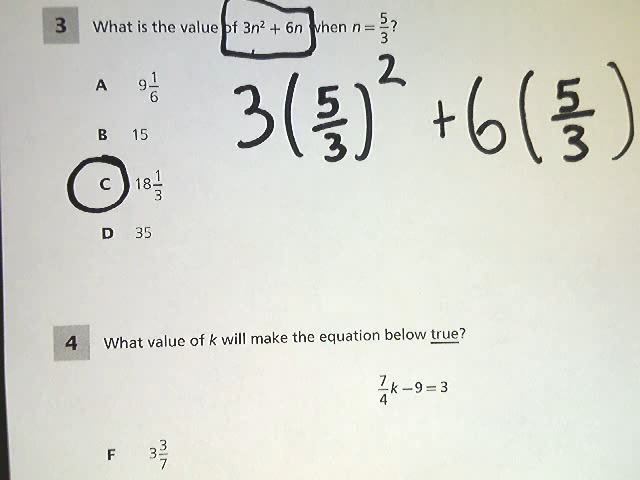 3 What is the value of 3n² + 6n when n = 5/3?
A 9 1/6
3(5/3)² + 6(5/3)
B 15
C 18 1/3
D 35
4 What value of k will make the equation below true?
7/4 k − 9 = 3
F 3 3/7